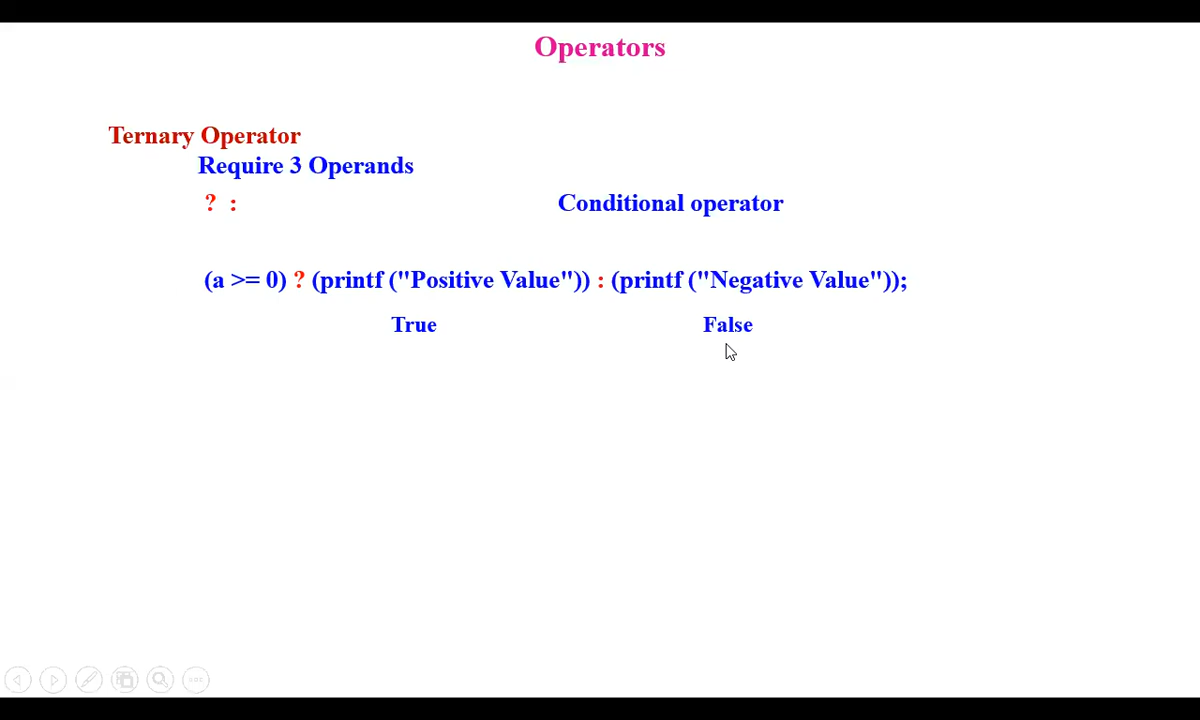 Operators
Ternary Operator
Require 3 Operands
? : Conditional operator
(a >= 0) ? (printf ("Positive Value")) : (printf ("Negative Value"));
True False